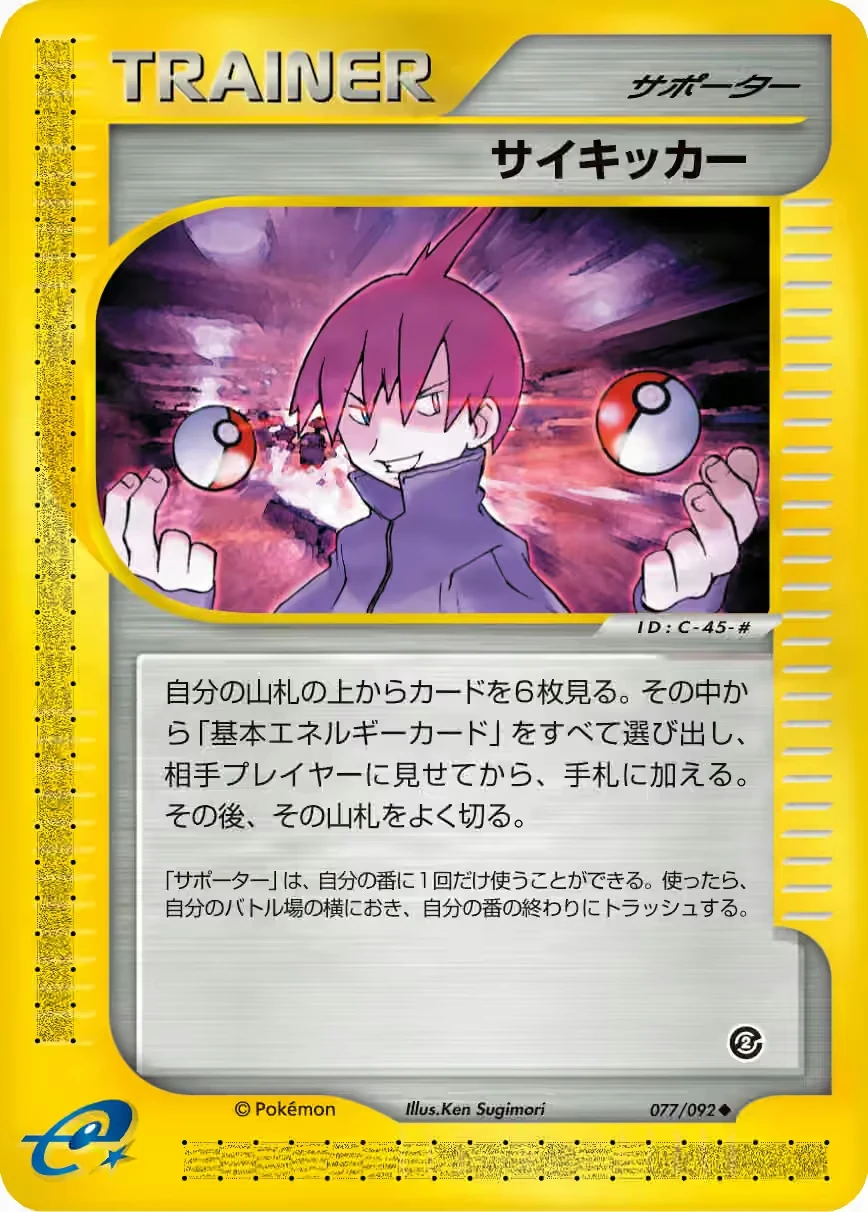 TRAINER
サポーター
サイキッカー
ID:C-45-#
自分の山札の上からカードを6枚見る。その中か
ら「基本エネルギーカード」をすべて選び出し、
相手プレイヤーに見せてから、手札に加える。
その後、その山札をよく切る。
「サポーター」は、自分の番に1回だけ使うことができる。使ったら、
自分のバトル場の横におき、自分の番の終わりにトラッシュする。
2
© Pokémon
Illus.Ken Sugimori
077/092◆
e